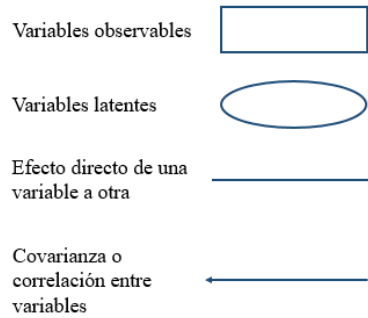 Variables observables
Variables latentes
Efecto directo de una
variable a otra
Covarianza o
correlación entre
variables